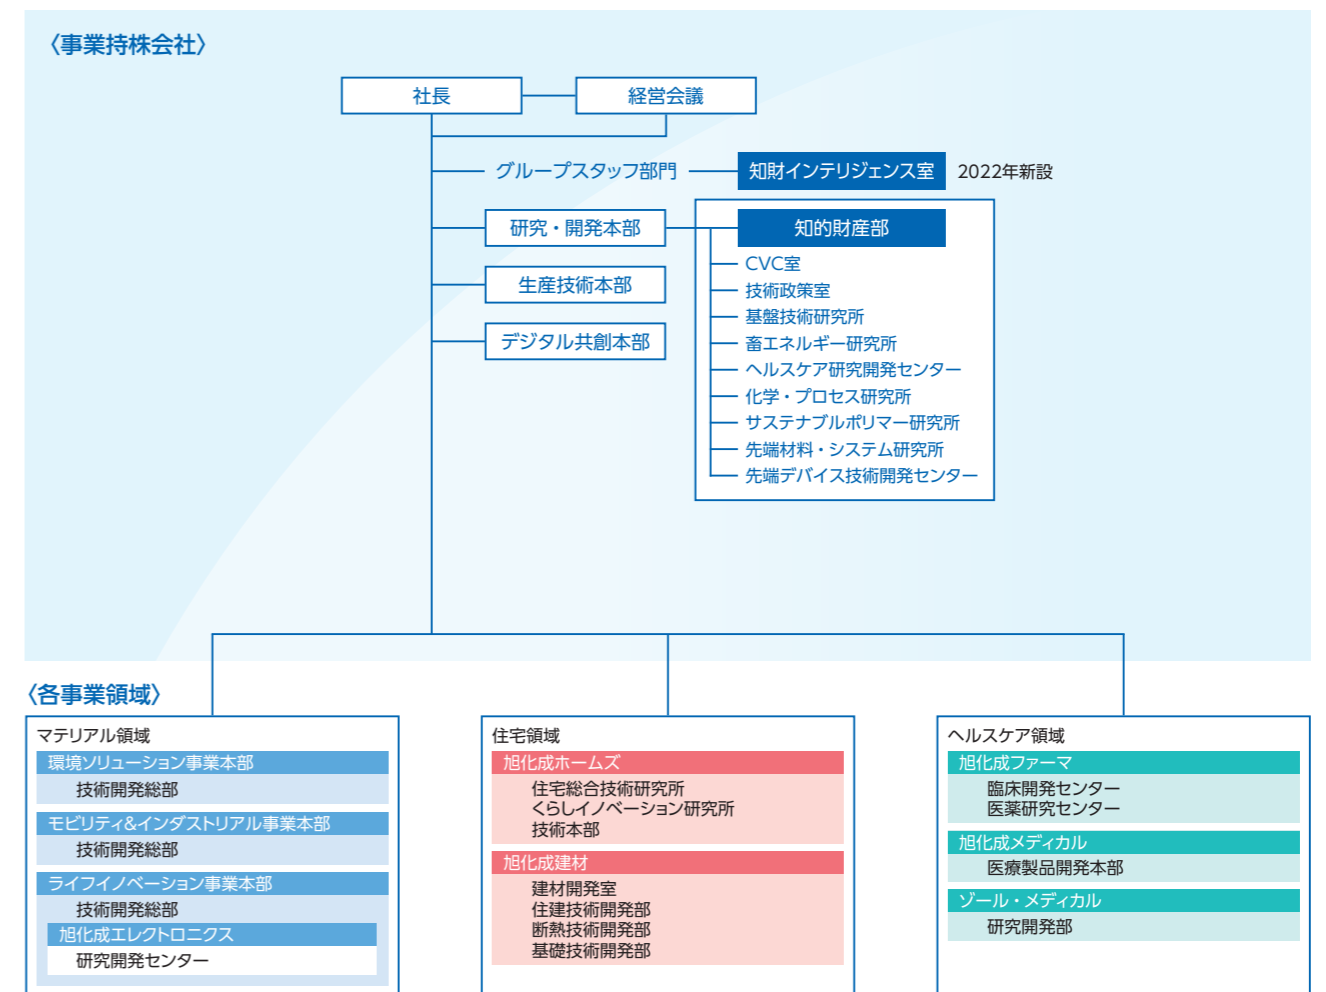 〈事業持株会社〉
社長
経営会議
グループスタッフ部門
知財インテリジェンス室
2022年新設
研究・開発本部
知的財産部
CVC室
技術政策室
基盤技術研究所
畜エネルギー研究所
ヘルスケア研究開発センター
化学・プロセス研究所
サステナブルポリマー研究所
先端材料・システム研究所
先端デバイス技術開発センター
生産技術本部
デジタル共創本部
〈各事業領域〉
マテリアル領域
環境ソリューション事業本部
技術開発総部
モビリティ&インダストリアル事業本部
技術開発総部
ライフイノベーション事業本部
技術開発総部
旭化成エレクトロニクス
研究開発センター
住宅領域
旭化成ホームズ
住宅総合技術研究所
くらしイノベーション研究所
技術本部
旭化成建材
建材開発室
住建技術開発部
断熱技術開発部
基礎技術開発部
ヘルスケア領域
旭化成ファーマ
臨床開発センター
医薬研究センター
旭化成メディカル
医療製品開発本部
ゾール・メディカル
研究開発部